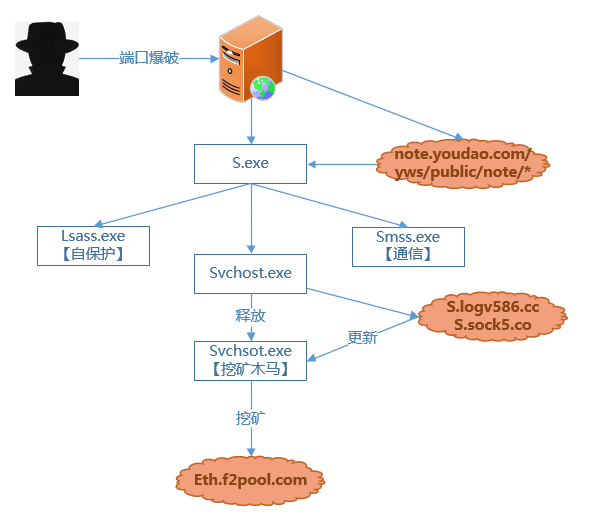 端口爆破
note.youdao.com/
yws/public/note/*
S.exe
Lsass.exe
【自保护】
Smss.exe
【通信】
Svchost.exe
S.logv586.cc
S.sock5.co
释放
更新
Svchsot.exe
【挖矿木马】
挖矿
Eth.f2pool.com